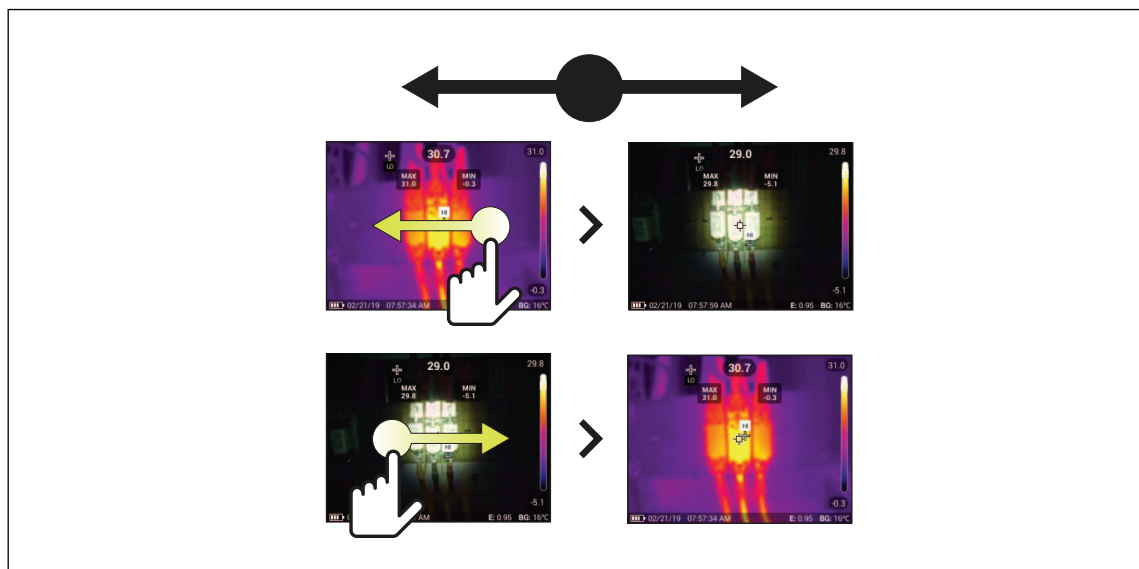 30.7
31.0
LO
MAX
31.0
MIN
-0.3
HI
-0.3
02/21/19 07:57:34 AM
BG: 16°C
29.0
29.8
LO
MAX
29.8
MIN
-5.1
HI
-5.1
02/21/19 07:57:59 AM
E: 0.95 BG: 16°C
29.0
29.8
LO
MAX
29.8
MIN
-5.1
HI
-5.1
AM
E: 0.95 BG: 16°C
30.7
31.0
LO
MAX
31.0
MIN
-0.3
HI
-0.3
02/21/19 07:57:34 AM
E: 0.95 BG: 16°C